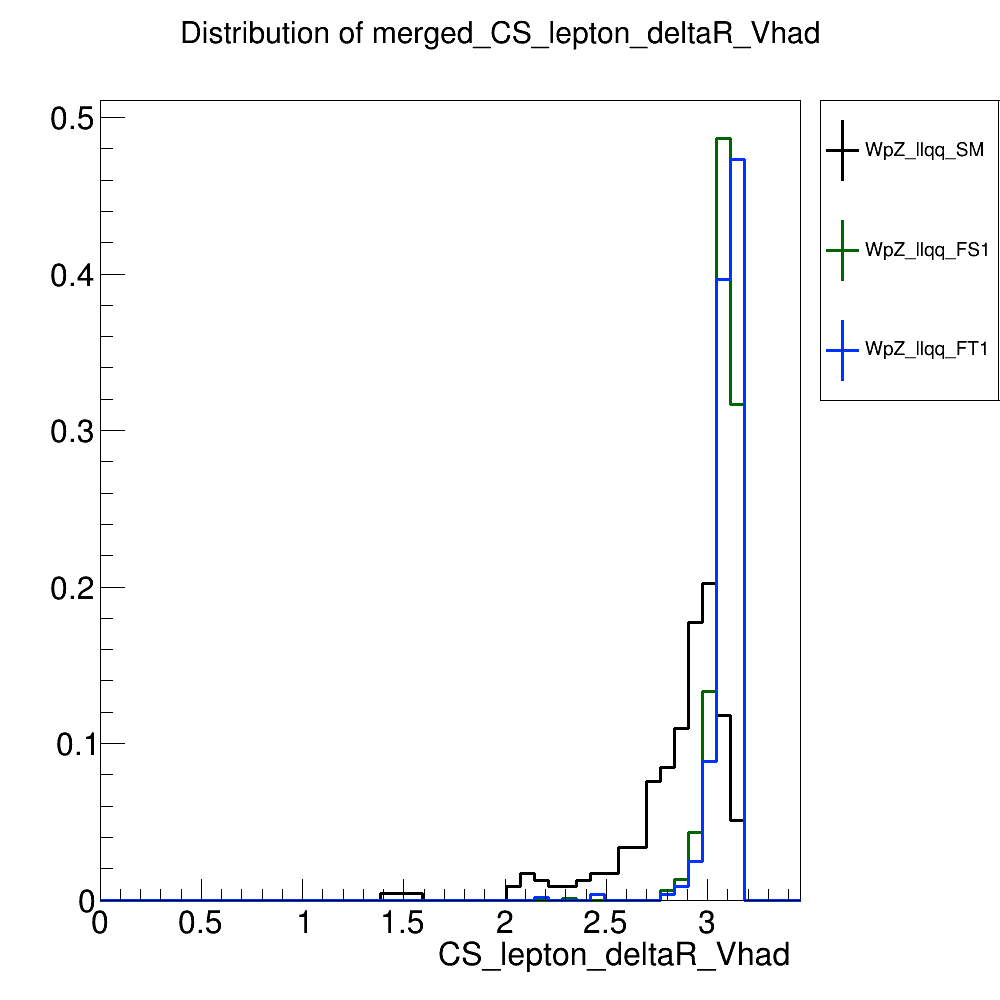 Distribution of merged_CS_lepton_deltaR_Vhad
0.5
0.4
0.3
0.2
0.1
0
0 0.5 1 1.5 2 2.5 3
CS_lepton_deltaR_Vhad
WpZ_llqq_SM
WpZ_llqq_FS1
WpZ_llqq_FT1